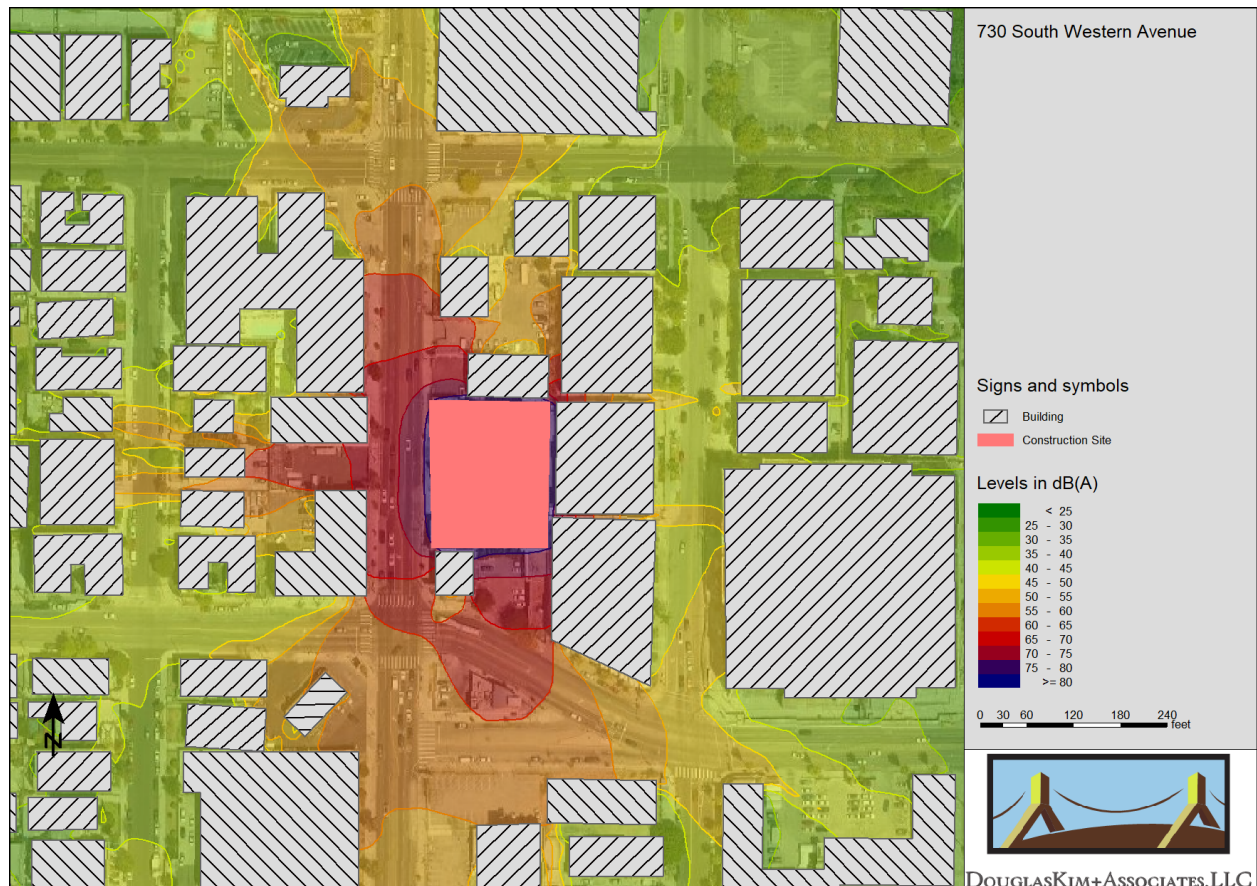 730 South Western Avenue
Signs and symbols
Building
Construction Site
Levels in dB(A)
< 25
25 - 30
30 - 35
35 - 40
40 - 45
45 - 50
50 - 55
55 - 60
60 - 65
65 - 70
70 - 75
75 - 80
>= 80
0 30 60 120 180 240
feet
N
DOUGLASKIM+ASSOCIATES, LLC